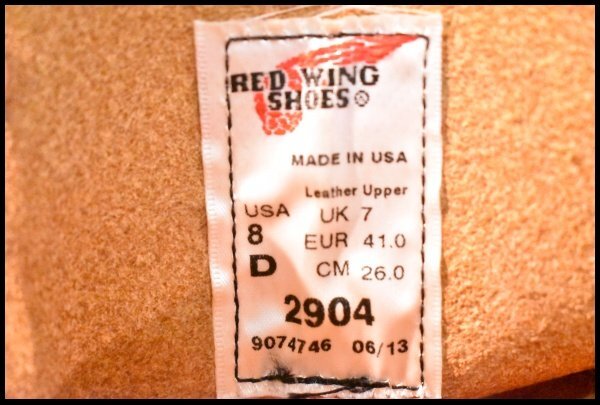 RED WING
SHOES®
MADE IN USA
Leather Upper
USA UK 7
8 EUR 41.0
D CM 26.0
2904
9074746 06/13